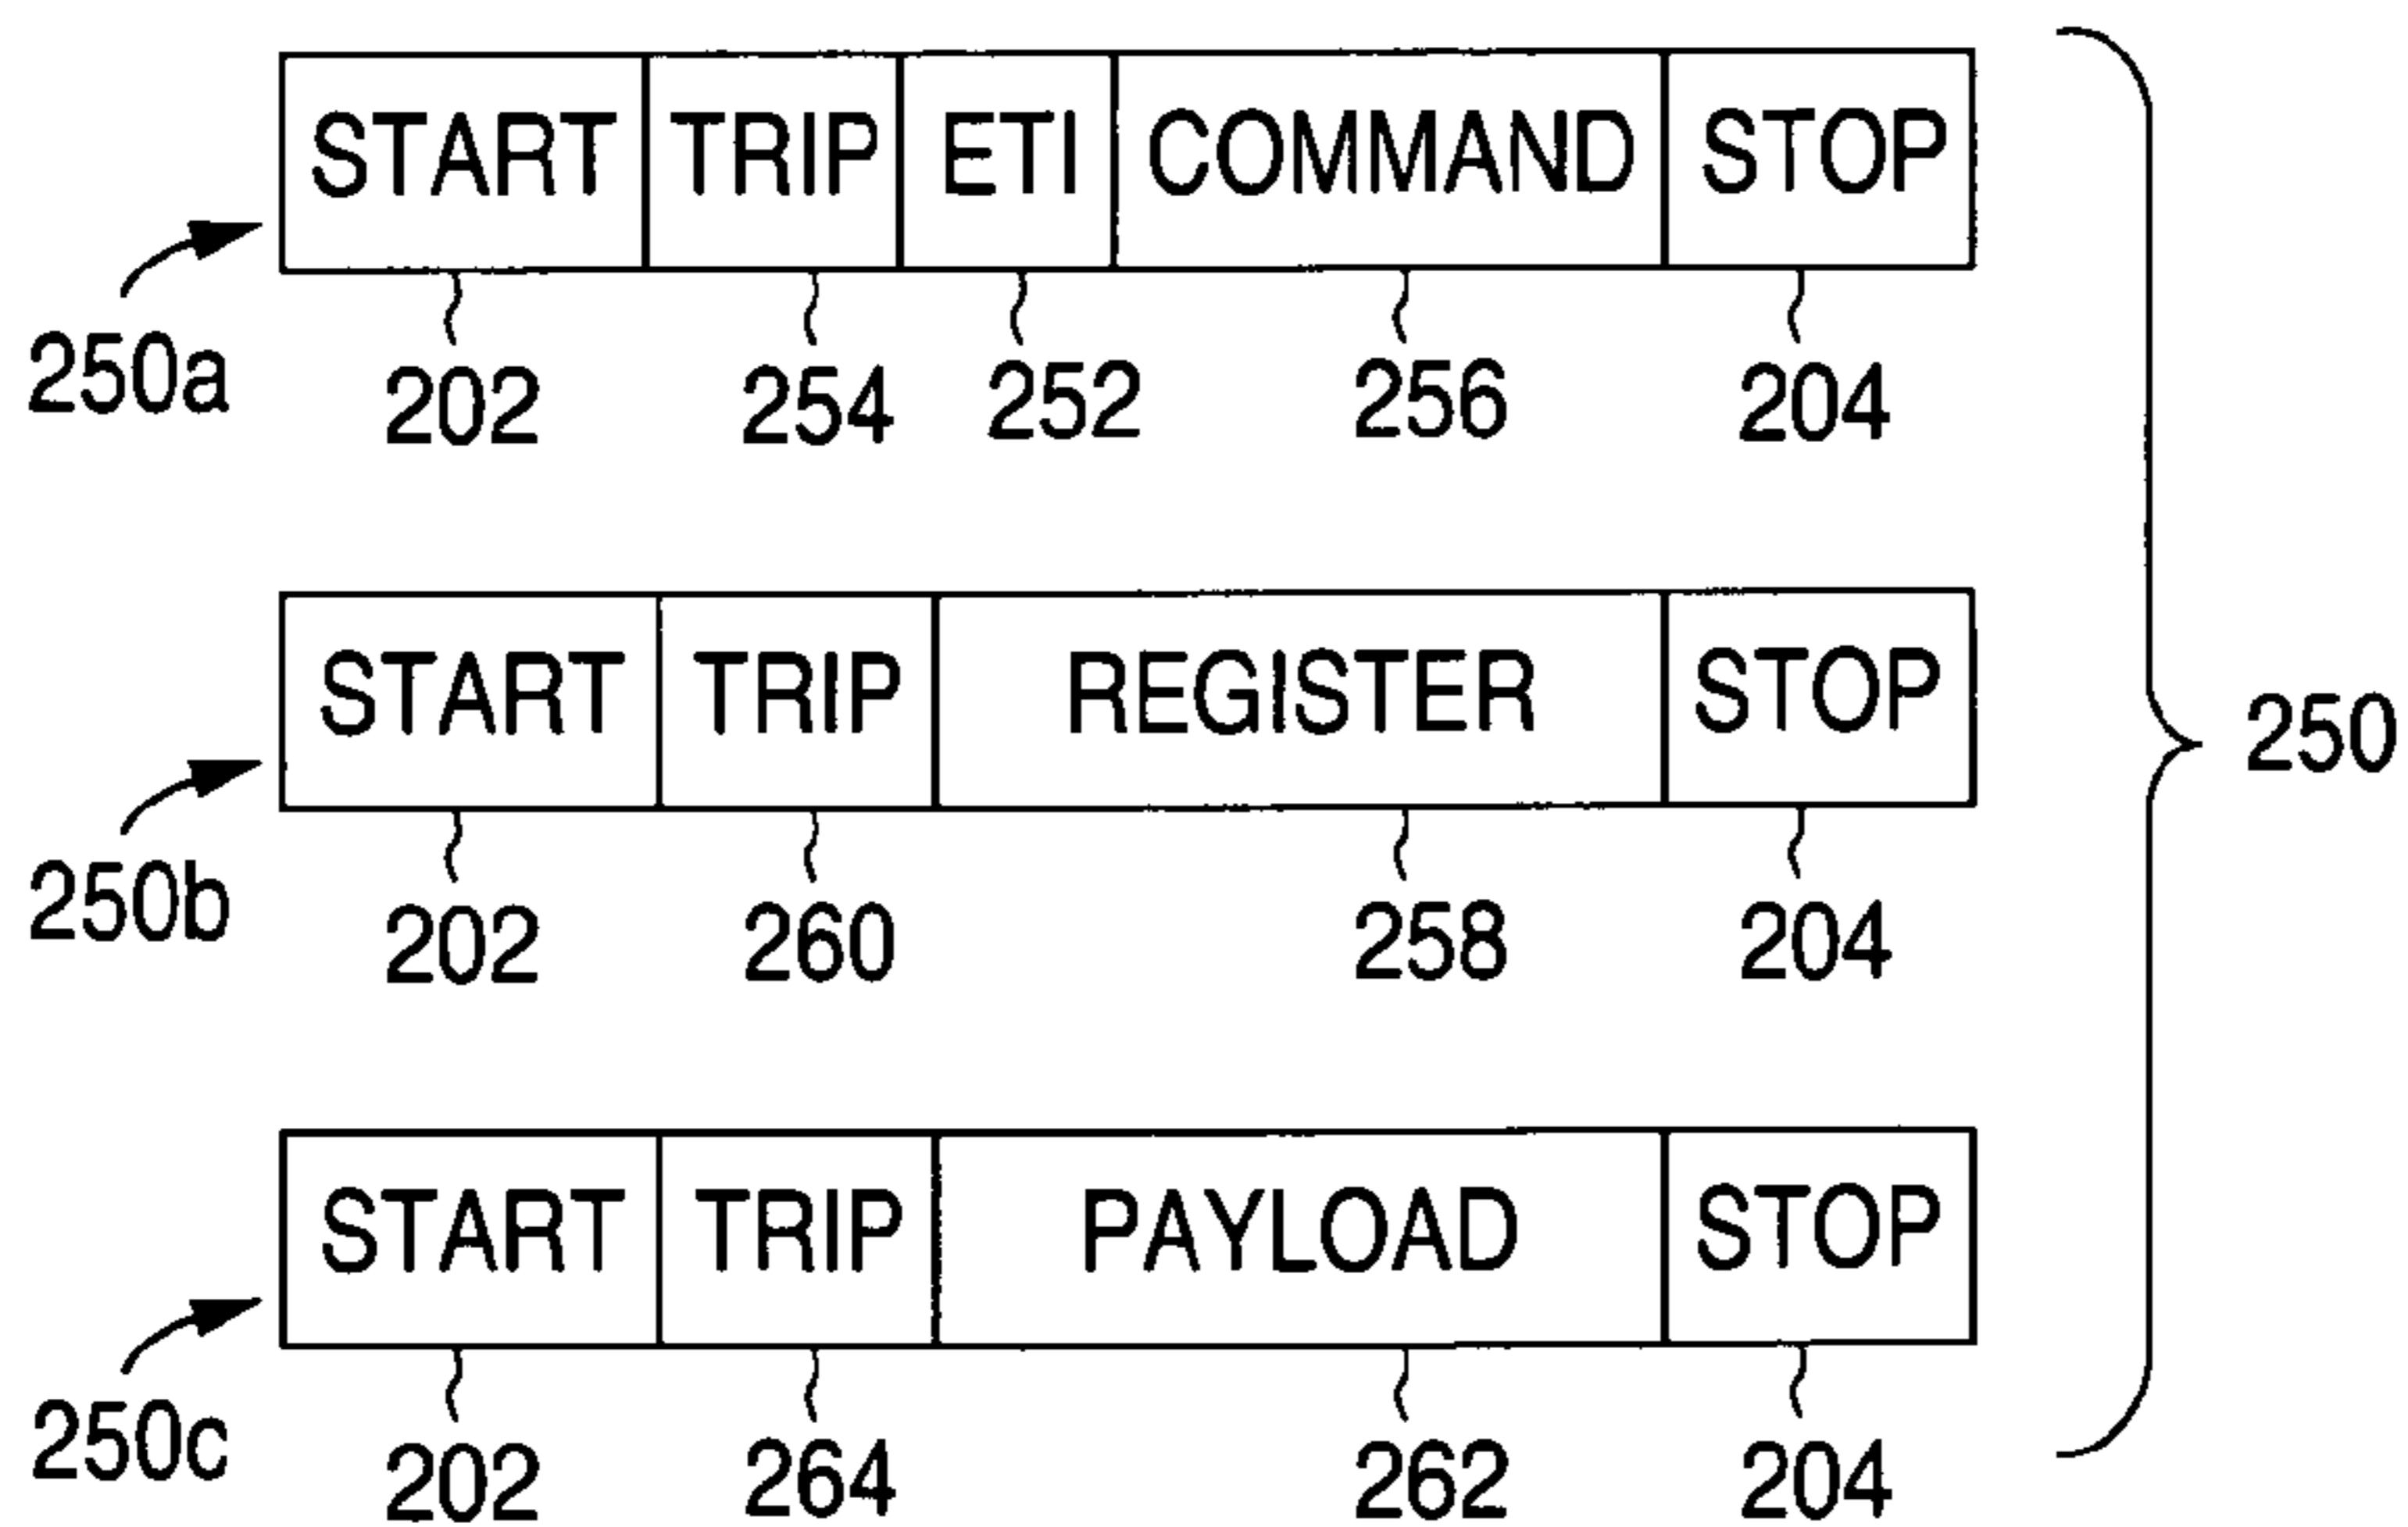 START TRIP ETI COMMAND STOP
250a 202 254 252 256 204
START TRIP REGISTER STOP
250
250b 202 260 258 204
START TRIP PAYLOAD STOP
250c 202 264 262 204